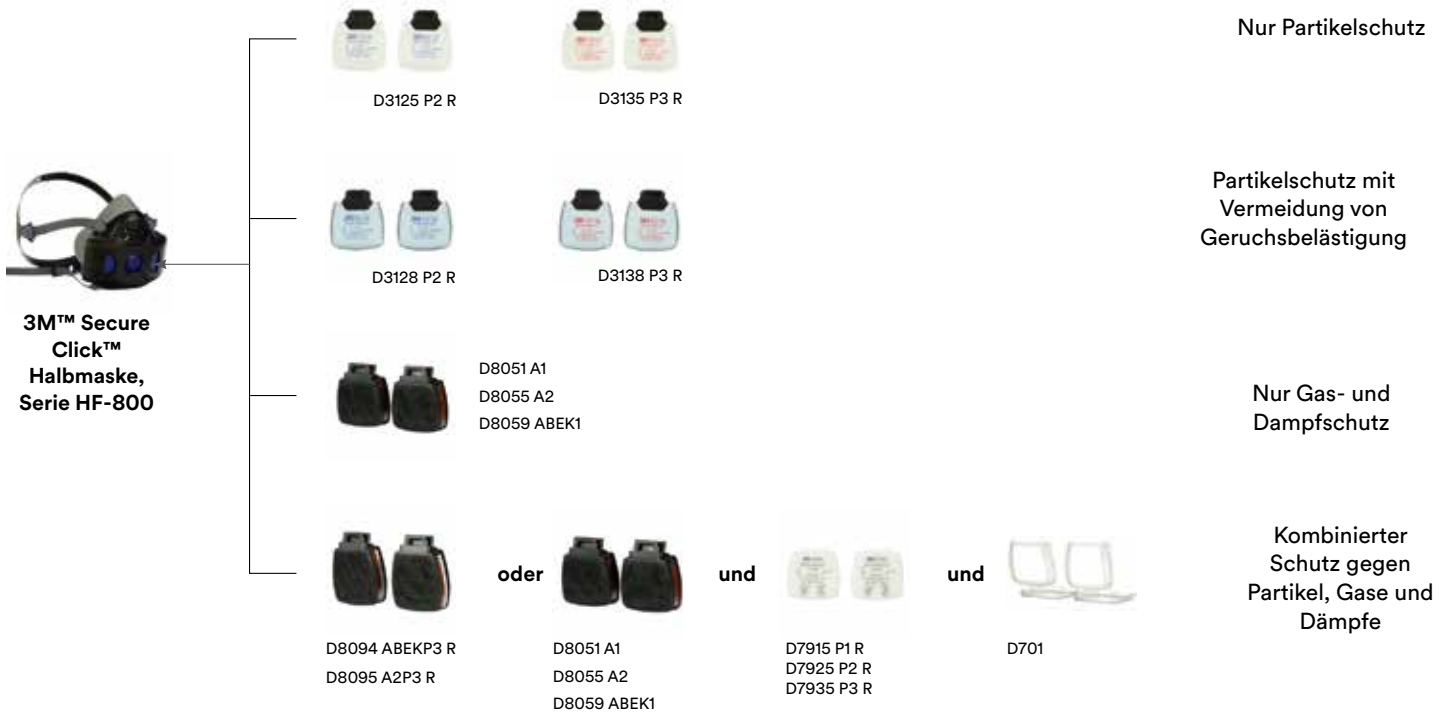 Nur Partikelschutz
D3125 P2 R
D3135 P3 R
Partikelschutz mit
Vermeidung von
Geruchsbelästigung
D3128 P2 R
D3138 P3 R
3M™ Secure
Click™
Halbmaske,
Serie HF-800
D8051 A1
D8055 A2
D8059 ABEK1
Nur Gas- und
Dampfschutz
oder
und
und
Kombinierter
Schutz gegen
Partikel, Gase und
Dämpfe
D8094 ABEKP3 R
D8095 A2P3 R
D8051 A1
D8055 A2
D8059 ABEK1
D7915 P1 R
D7925 P2 R
D7935 P3 R
D701